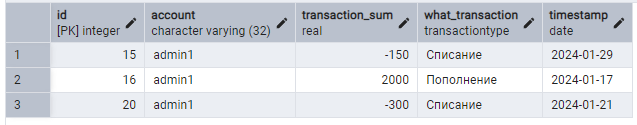 id account transaction_sum what_transaction timestamp
[PK] integer character varying (32) real transactiontype date
1 15 admin1 -150 Списание 2024-01-29
2 16 admin1 2000 Пополнение 2024-01-17
3 20 admin1 -300 Списание 2024-01-21